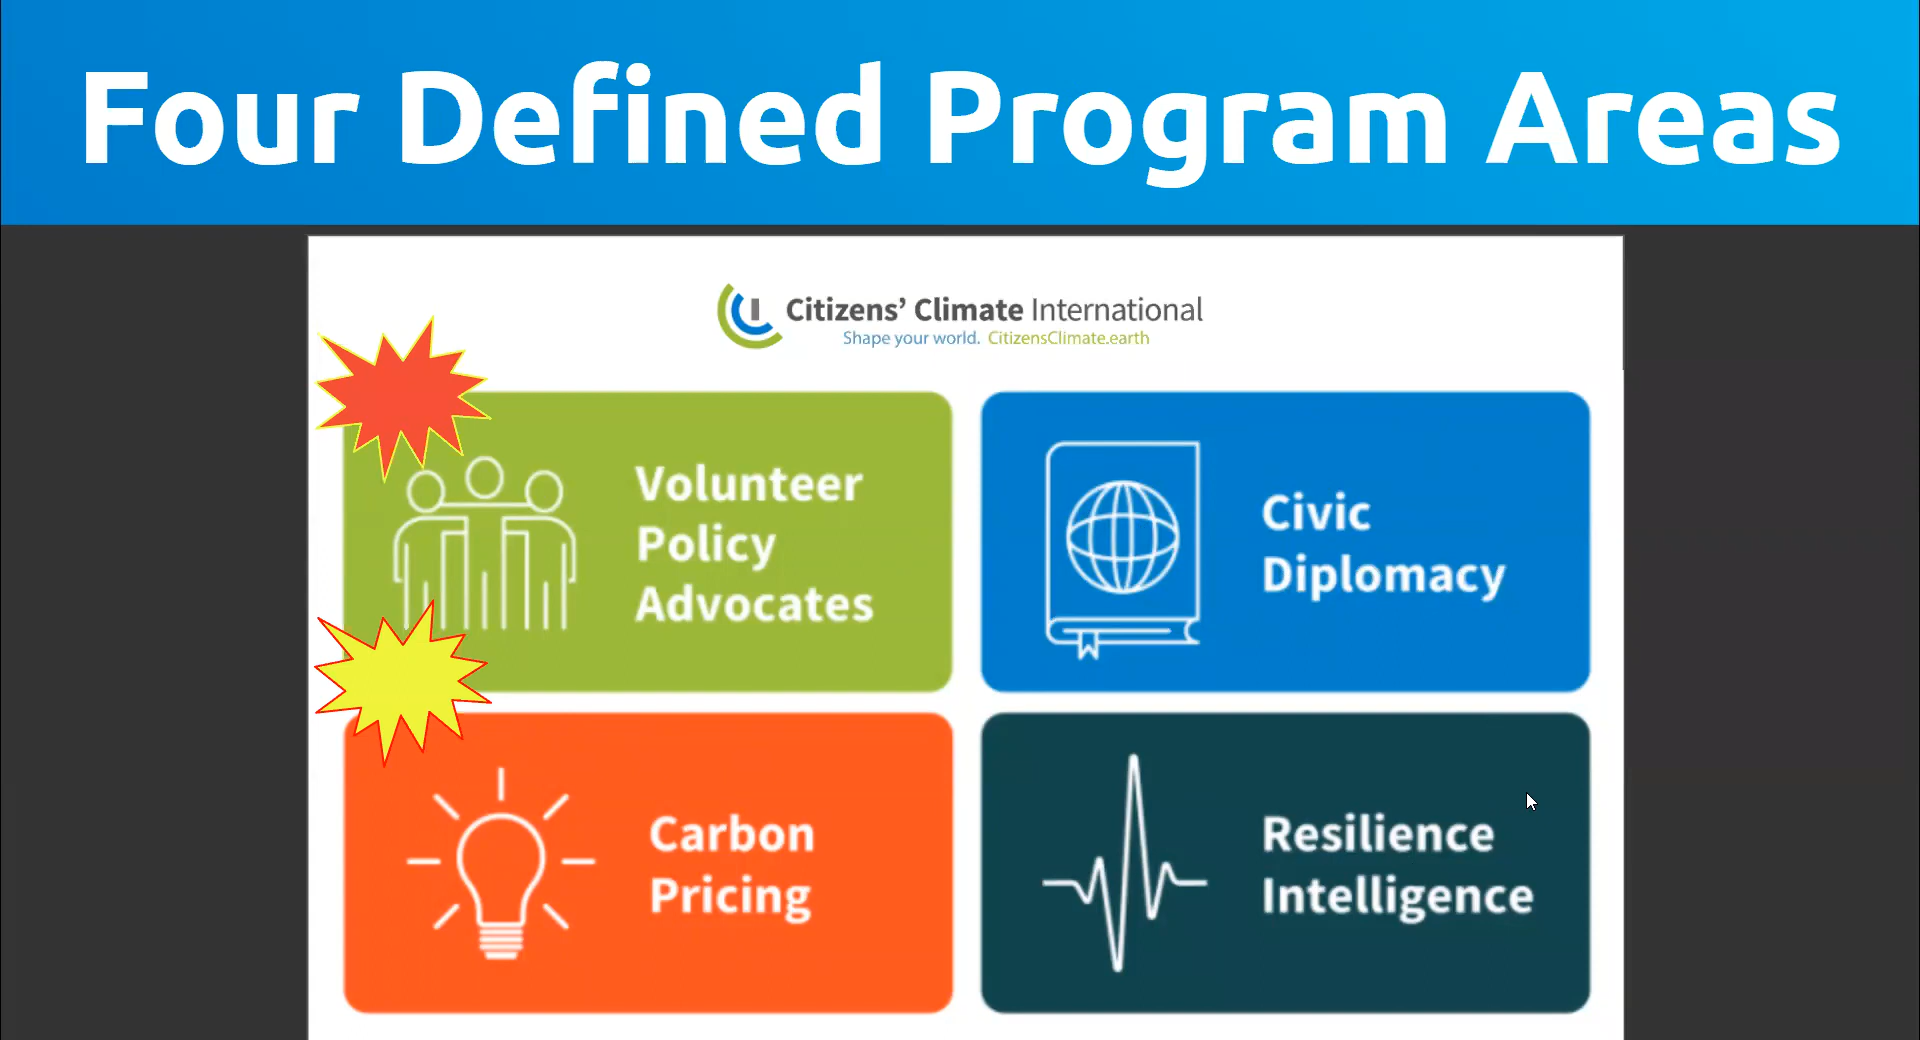 Four Defined Program Areas
Citizens’ Climate International
Shape your world. CitizensClimate.earth
Volunteer
Policy
Advocates
Civic
Diplomacy
Carbon
Pricing
Resilience
Intelligence